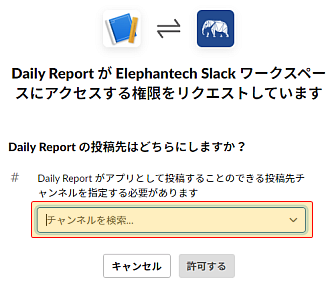 Daily Report が Elephantech Slack ワークスペー
スにアクセスする権限をリクエストしています
Daily Report の投稿先はどちらにしますか？
# Daily Report がアプリとして投稿することのできる投稿先チ
ャンネルを指定する必要があります
チャンネルを検索...
キャンセル 許可する